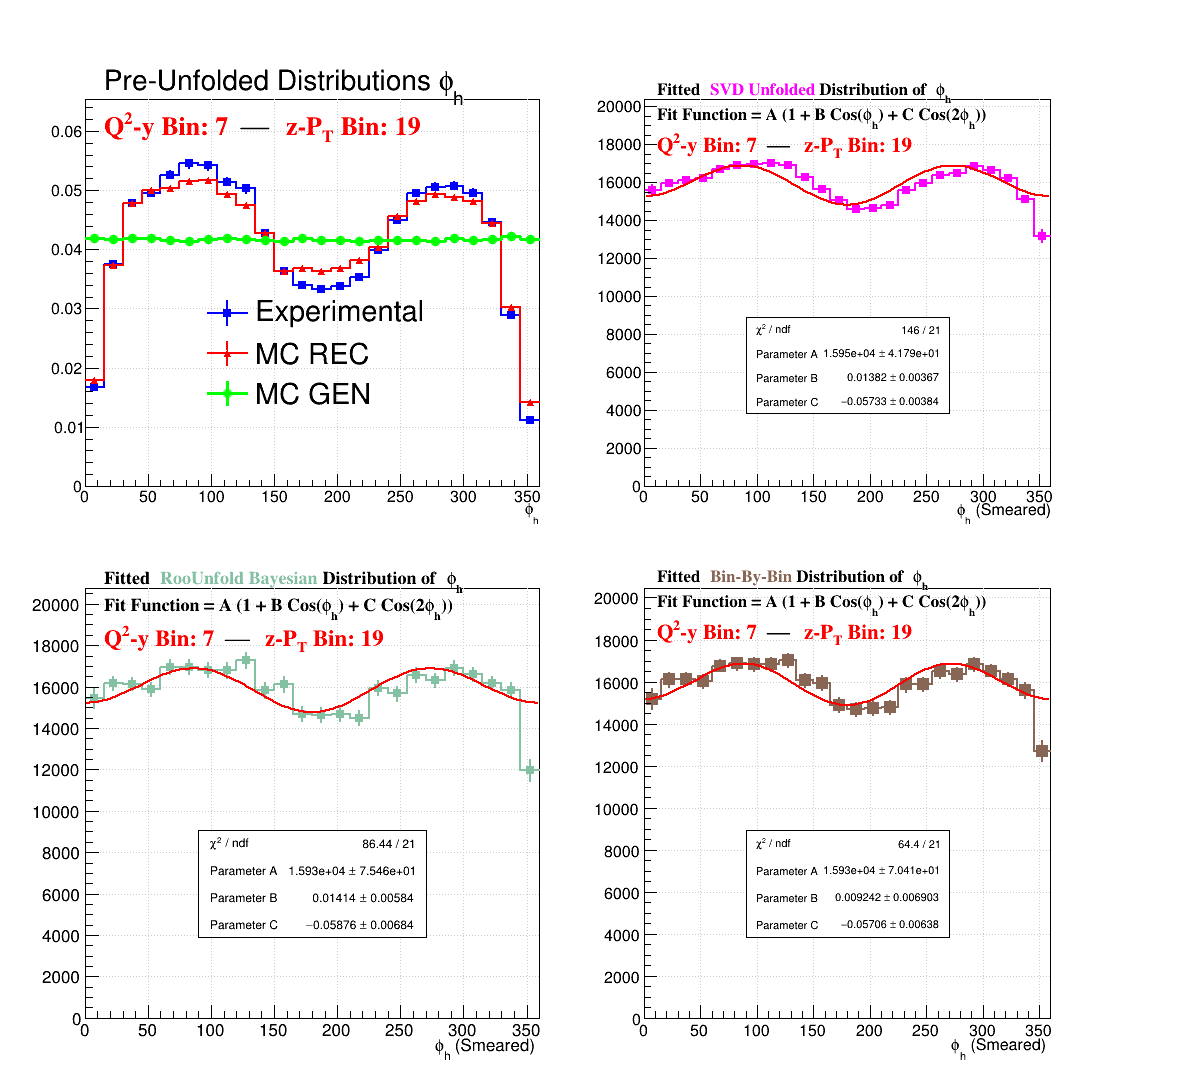 Pre-Unfolded Distributions ϕh
Q²-y Bin: 7 — z-PT Bin: 19
0.06
0.05
0.04
0.03
0.02
0.01
0
Experimental
MC REC
MC GEN
0 50 100 150 200 250 300 350
ϕh
Fitted SVD Unfolded Distribution of ϕh
Fit Function = A (1 + B Cos(ϕh) + C Cos(2ϕh))
Q²-y Bin: 7 — z-PT Bin: 19
20000
18000
16000
14000
12000
10000
8000
6000
4000
2000
0
χ² / ndf 146 / 21
Parameter A 1.595e+04 ± 4.179e+01
Parameter B 0.01382 ± 0.00367
Parameter C −0.05733 ± 0.00384
0 50 100 150 200 250 300 350
ϕh (Smeared)
Fitted RooUnfold Bayesian Distribution of ϕh
Fit Function = A (1 + B Cos(ϕh) + C Cos(2ϕh))
Q²-y Bin: 7 — z-PT Bin: 19
20000
18000
16000
14000
12000
10000
8000
6000
4000
2000
0
χ² / ndf 86.44 / 21
Parameter A 1.593e+04 ± 7.546e+01
Parameter B 0.01414 ± 0.00584
Parameter C −0.05876 ± 0.00684
0 50 100 150 200 250 300 350
ϕh (Smeared)
Fitted Bin-By-Bin Distribution of ϕh
Fit Function = A (1 + B Cos(ϕh) + C Cos(2ϕh))
Q²-y Bin: 7 — z-PT Bin: 19
20000
18000
16000
14000
12000
10000
8000
6000
4000
2000
0
χ² / ndf 64.4 / 21
Parameter A 1.593e+04 ± 7.041e+01
Parameter B 0.009242 ± 0.006903
Parameter C −0.05706 ± 0.00638
0 50 100 150 200 250 300 350
ϕh (Smeared)